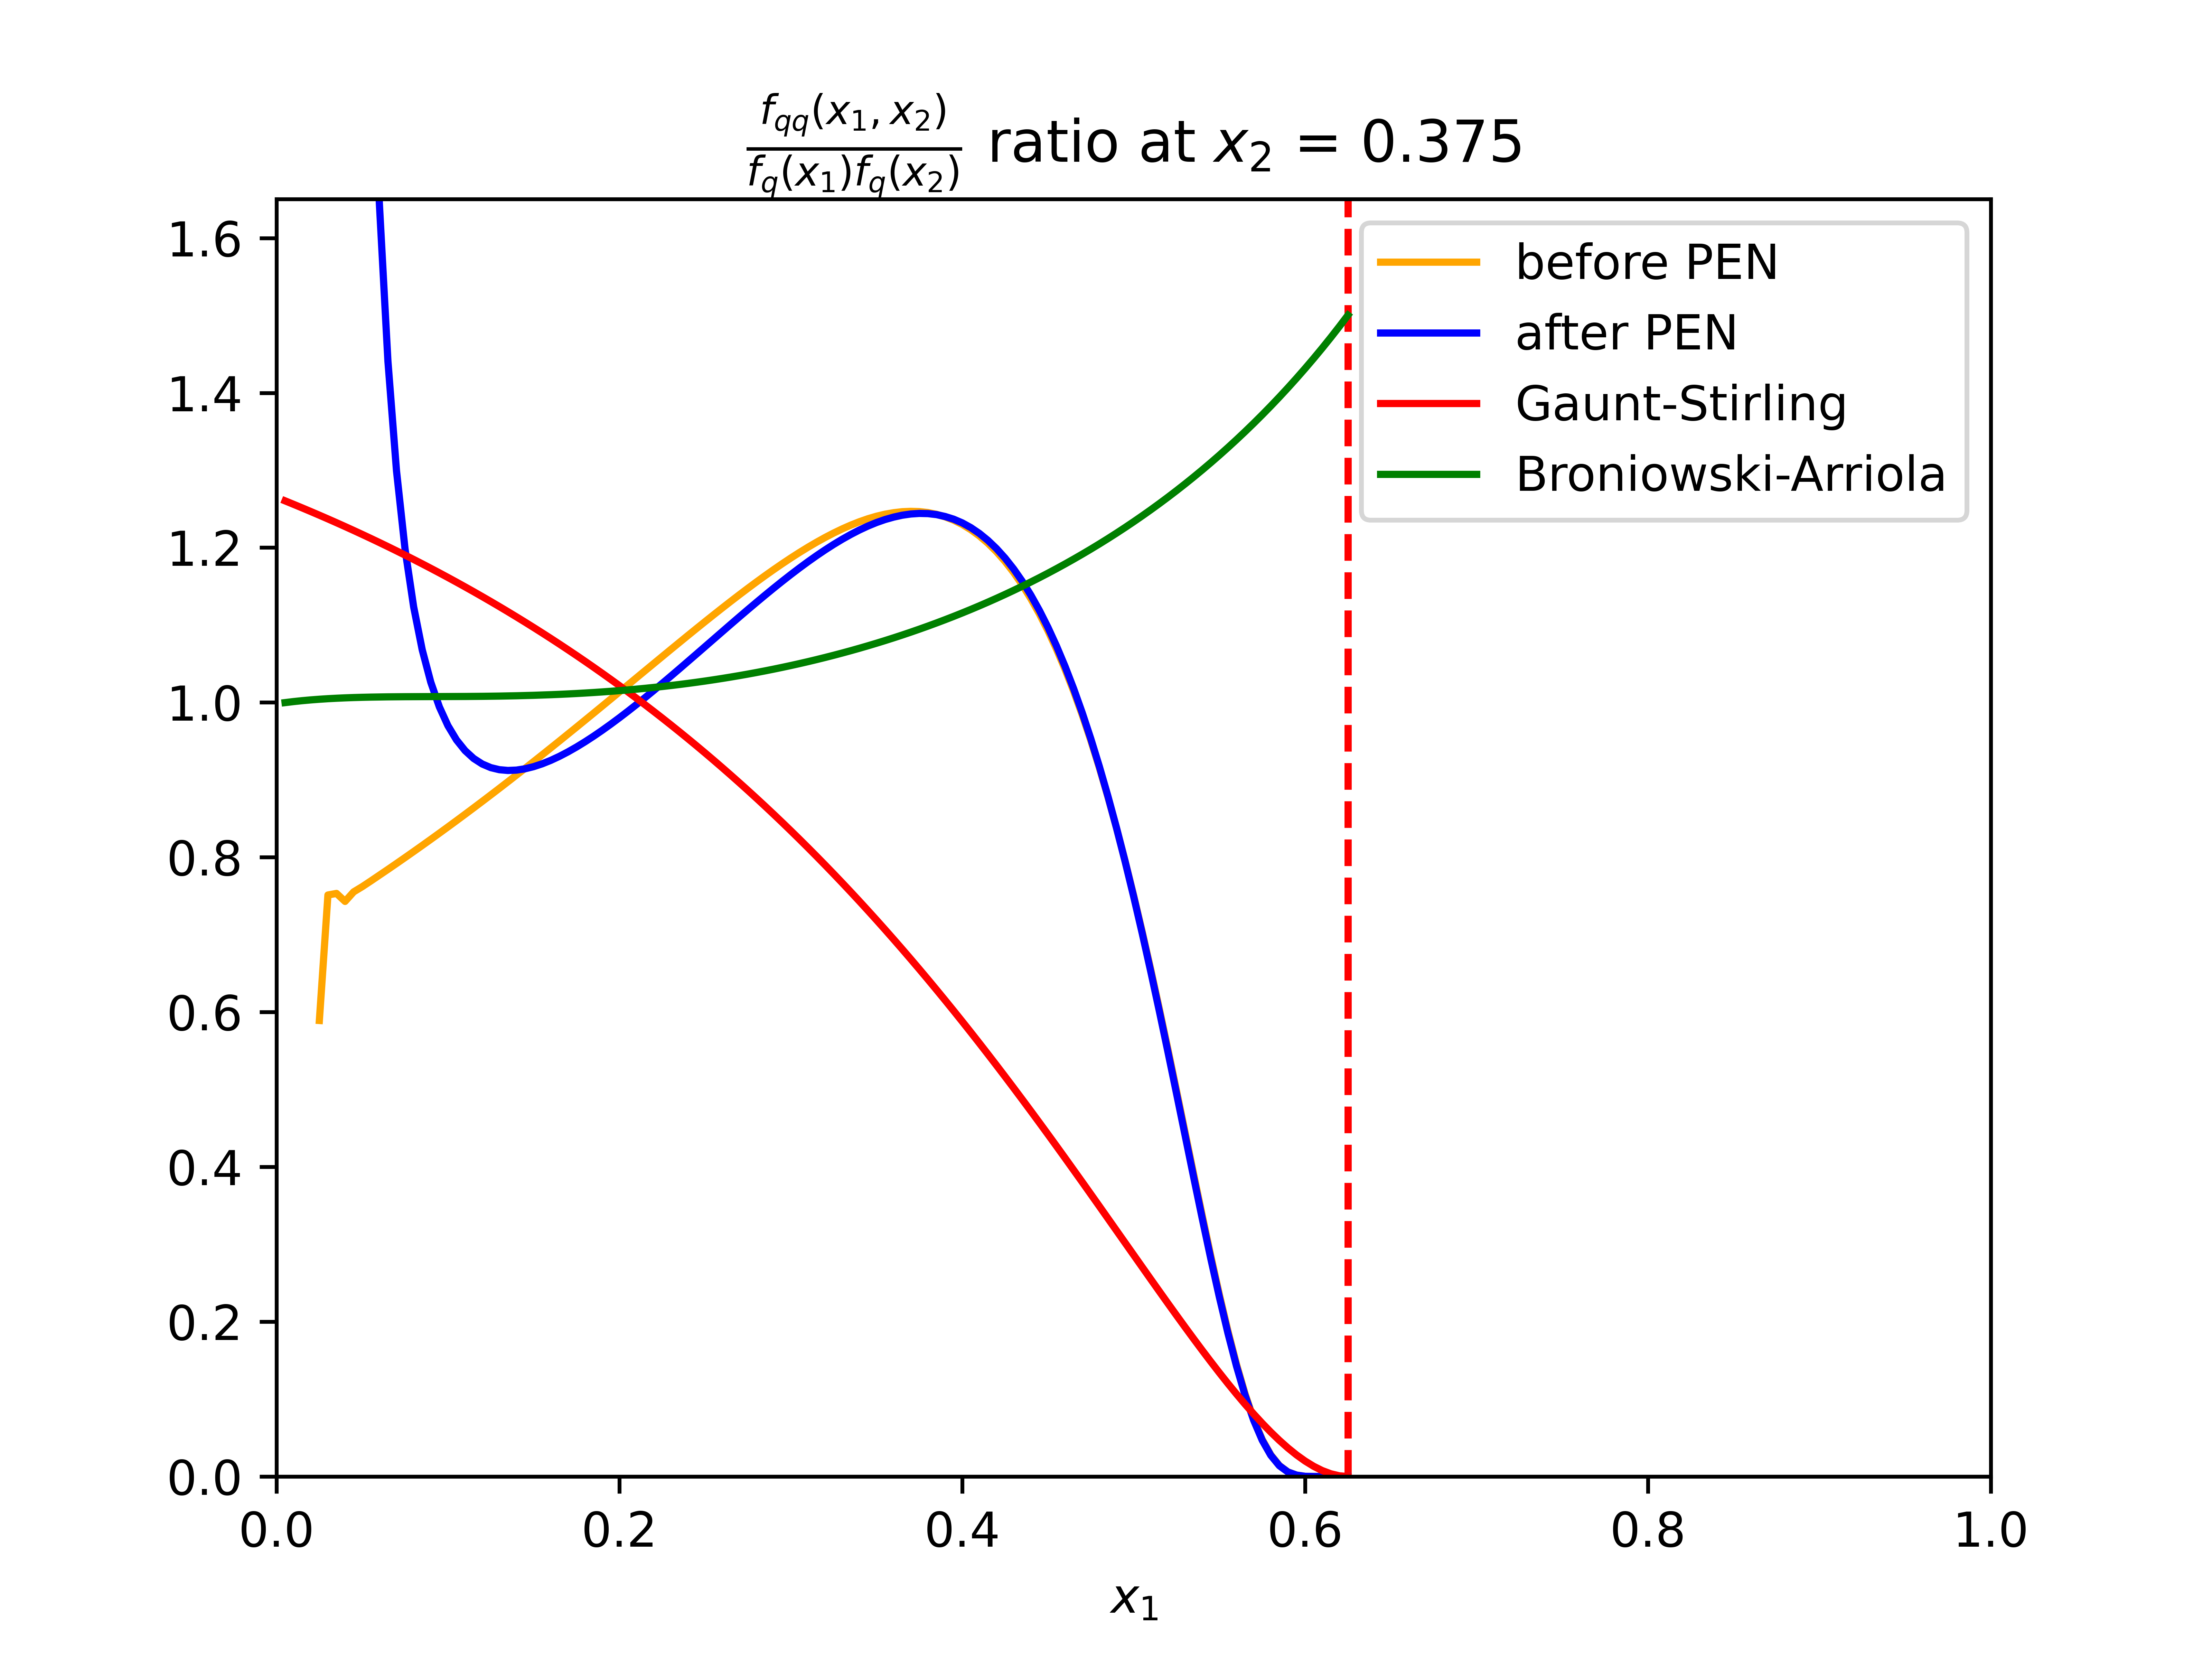 f_qq(x_1, x_2)
f_q(x_1)f_q(x_2) ratio at x_2 = 0.375
1.6
1.4
1.2
1.0
0.8
0.6
0.4
0.2
0.0
before PEN
after PEN
Gaunt-Stirling
Broniowski-Arriola
0.0 0.2 0.4 0.6 0.8 1.0
x_1